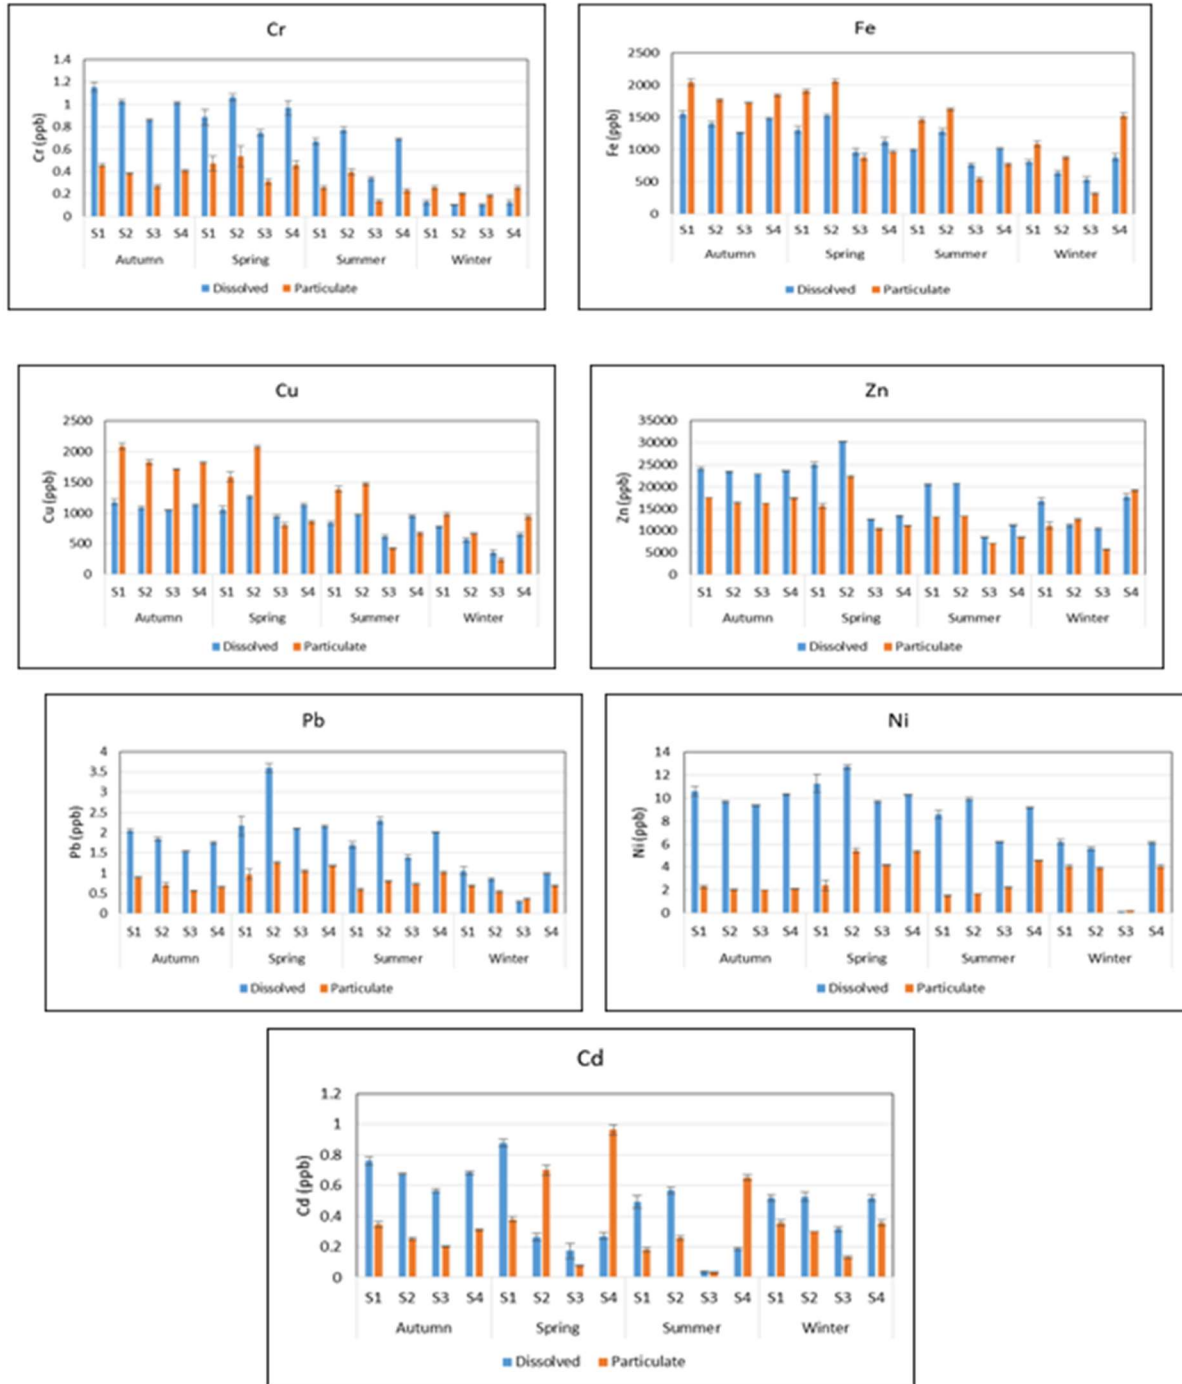 Cr
Cr (ppb)
1.4
1.2
1
0.8
0.6
0.4
0.2
0
S1 S2 S3 S4 S1 S2 S3 S4 S1 S2 S3 S4 S1 S2 S3 S4
Autumn Spring Summer Winter
Dissolved Particulate
Fe
Fe (ppb)
2500
2000
1500
1000
500
0
S1 S2 S3 S4 S1 S2 S3 S4 S1 S2 S3 S4 S1 S2 S3 S4
Autumn Spring Summer Winter
Dissolved Particulate
Cu
Cu (ppb)
2500
2000
1500
1000
500
0
S1 S2 S3 S4 S1 S2 S3 S4 S1 S2 S3 S4 S1 S2 S3 S4
Autumn Spring Summer Winter
Dissolved Particulate
Zn
Zn (ppb)
35000
30000
25000
20000
15000
10000
5000
0
S1 S2 S3 S4 S1 S2 S3 S4 S1 S2 S3 S4 S1 S2 S3 S4
Autumn Spring Summer Winter
Dissolved Particulate
Pb
Pb (ppb)
4
3.5
3
2.5
2
1.5
1
0.5
0
S1 S2 S3 S4 S1 S2 S3 S4 S1 S2 S3 S4 S1 S2 S3 S4
Autumn Spring Summer Winter
Dissolved Particulate
Ni
Ni (ppb)
14
12
10
8
6
4
2
0
S1 S2 S3 S4 S1 S2 S3 S4 S1 S2 S3 S4 S1 S2 S3 S4
Autumn Spring Summer Winter
Dissolved Particulate
Cd
Cd (ppb)
1.2
1
0.8
0.6
0.4
0.2
0
S1 S2 S3 S4 S1 S2 S3 S4 S1 S2 S3 S4 S1 S2 S3 S4
Autumn Spring Summer Winter
Dissolved Particulate